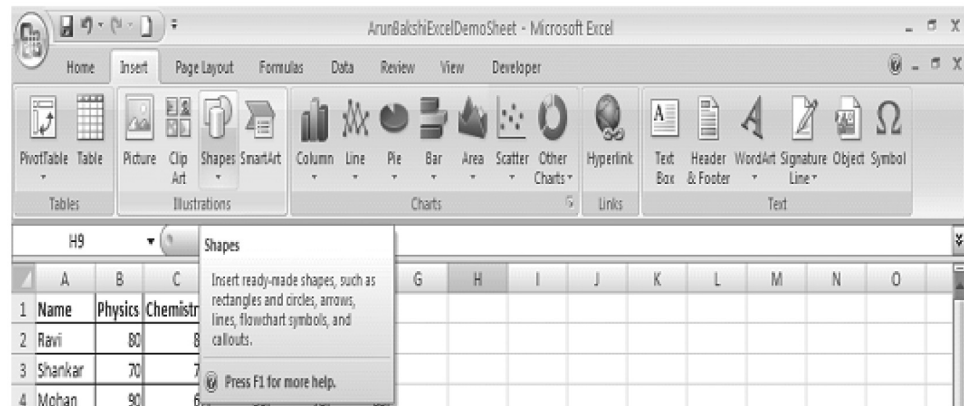 ArunBakshiExcelDemoSheet - Microsoft Excel
Home Insert Page Layout Formulas Data Review View Developer
PivotTable Table Picture Clip Art Shapes SmartArt Column Line Pie Bar Area Scatter Other Charts Hyperlink Text Box Header & Footer WordArt Signature Line Object Symbol
Tables Illustrations Charts Links Text
H9
Shapes
Insert ready-made shapes, such as
rectangles and circles, arrows,
lines, flowchart symbols, and
callouts.
Press F1 for more help.
A B C G H I J K L M N O
1 Name Physics Chemistr
2 Ravi 80 8
3 Shankar 70 7
4 Mohan 90 6